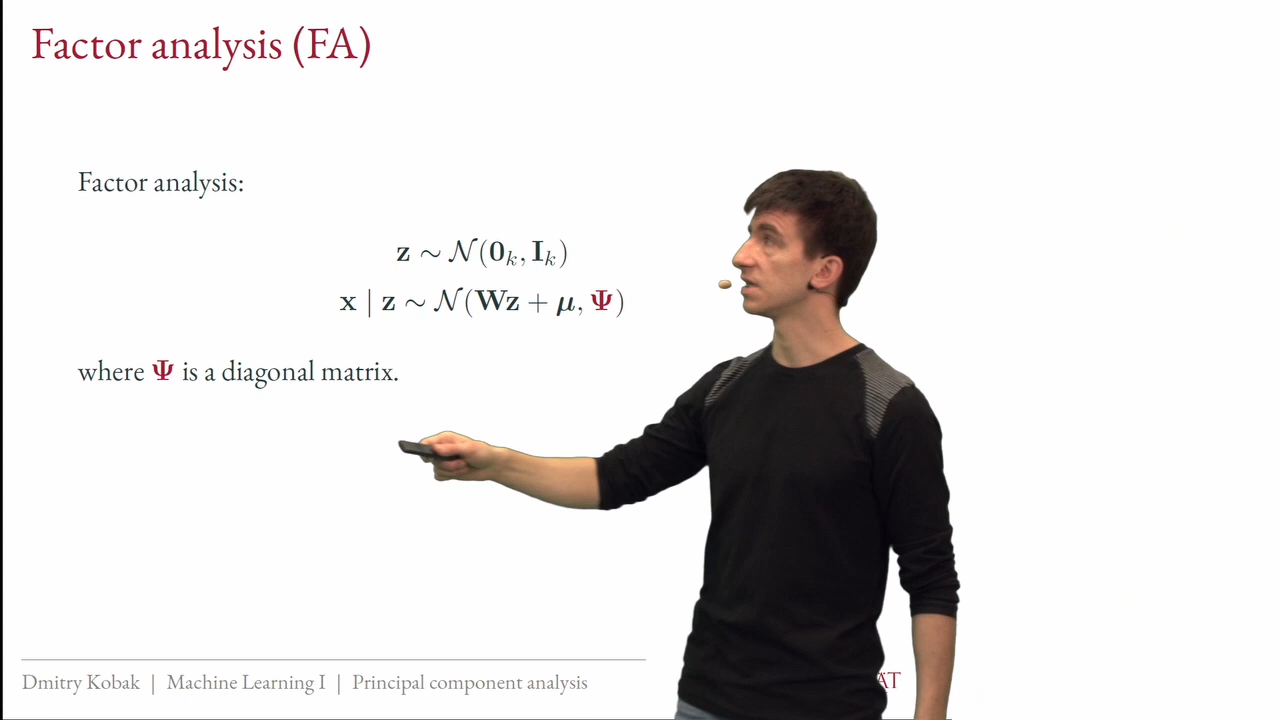 Factor analysis (FA)
Factor analysis:
z ∼ 𝒩(0ₖ, Iₖ)
x | z ∼ 𝒩(Wz + μ, Ψ)
where Ψ is a diagonal matrix.
Dmitry Kobak | Machine Learning I | Principal component analysis